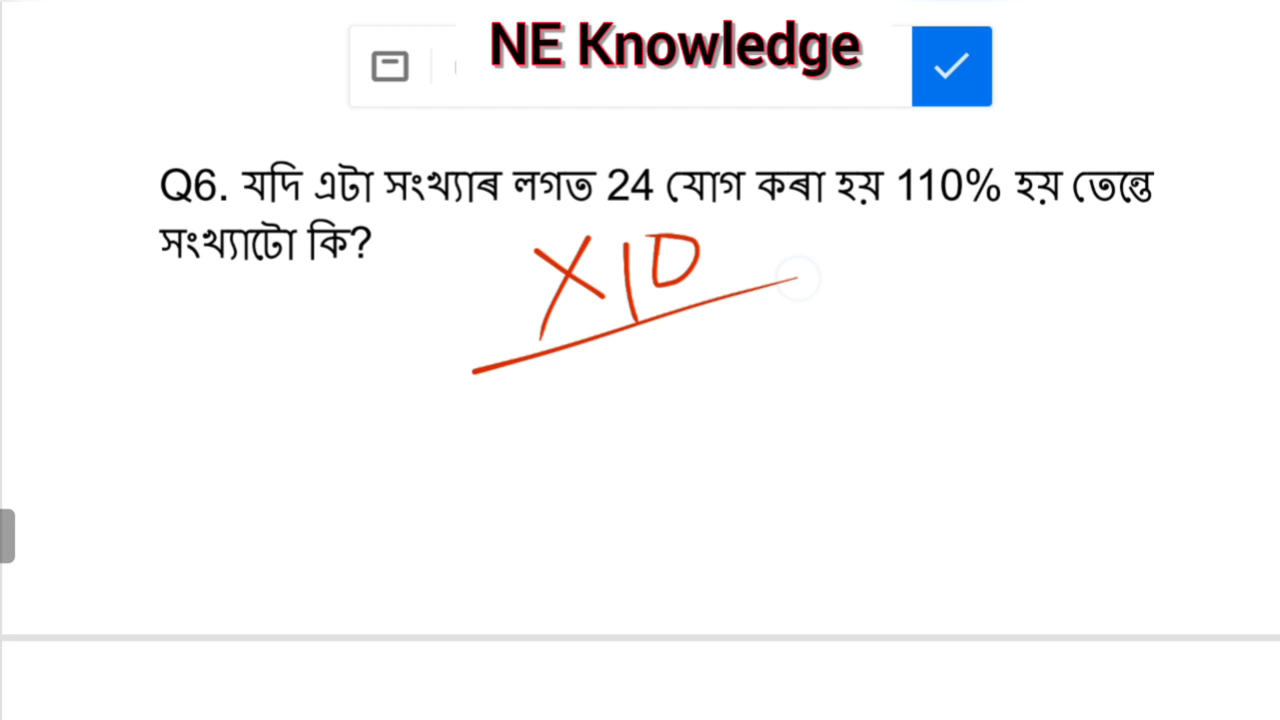 NE Knowledge
Q6. যদি এটা সংখ্যাৰ লগত 24 যোগ কৰা হয় 110% হয় তেন্তে
সংখ্যাটো কি?
X10